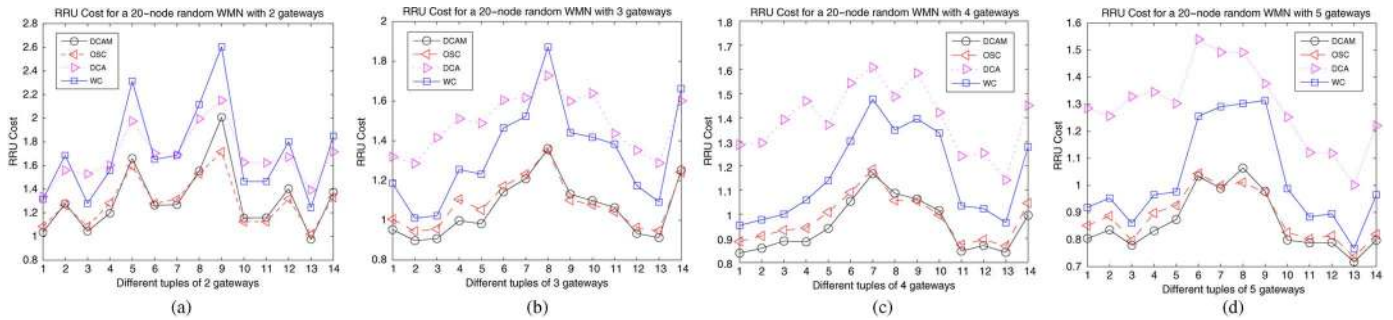 RRU Cost for a 20-node random WMN with 2 gateways
2.8
2.6
2.4
2.2
2
1.8
1.6
1.4
1.2
1
0.8
RRU Cost
DCAM
OSC
DCA
WC
1 2 3 4 5 6 7 8 9 10 11 12 13 14
Different tuples of 2 gateways
(a)
RRU Cost for a 20-node random WMN with 3 gateways
2
1.8
1.6
1.4
1.2
1
0.8
RRU Cost
DCAM
OSC
DCA
WC
1 2 3 4 5 6 7 8 9 10 11 12 13 14
Different tuples of 3 gateways
(b)
RRU Cost for a 20-node random WMN with 4 gateways
1.8
1.7
1.6
1.5
1.4
1.3
1.2
1.1
1
0.9
0.8
RRU Cost
DCAM
OSC
DCA
WC
1 2 3 4 5 6 7 8 9 10 11 12 13 14
Different tuples of 4 gateways
(c)
RRU Cost for a 20-node random WMN with 5 gateways
1.6
1.5
1.4
1.3
1.2
1.1
1
0.9
0.8
0.7
RRU Cost
DCAM
OSC
DCA
WC
1 2 3 4 5 6 7 8 9 10 11 12 13 14
Different tuples of 5 gateways
(d)